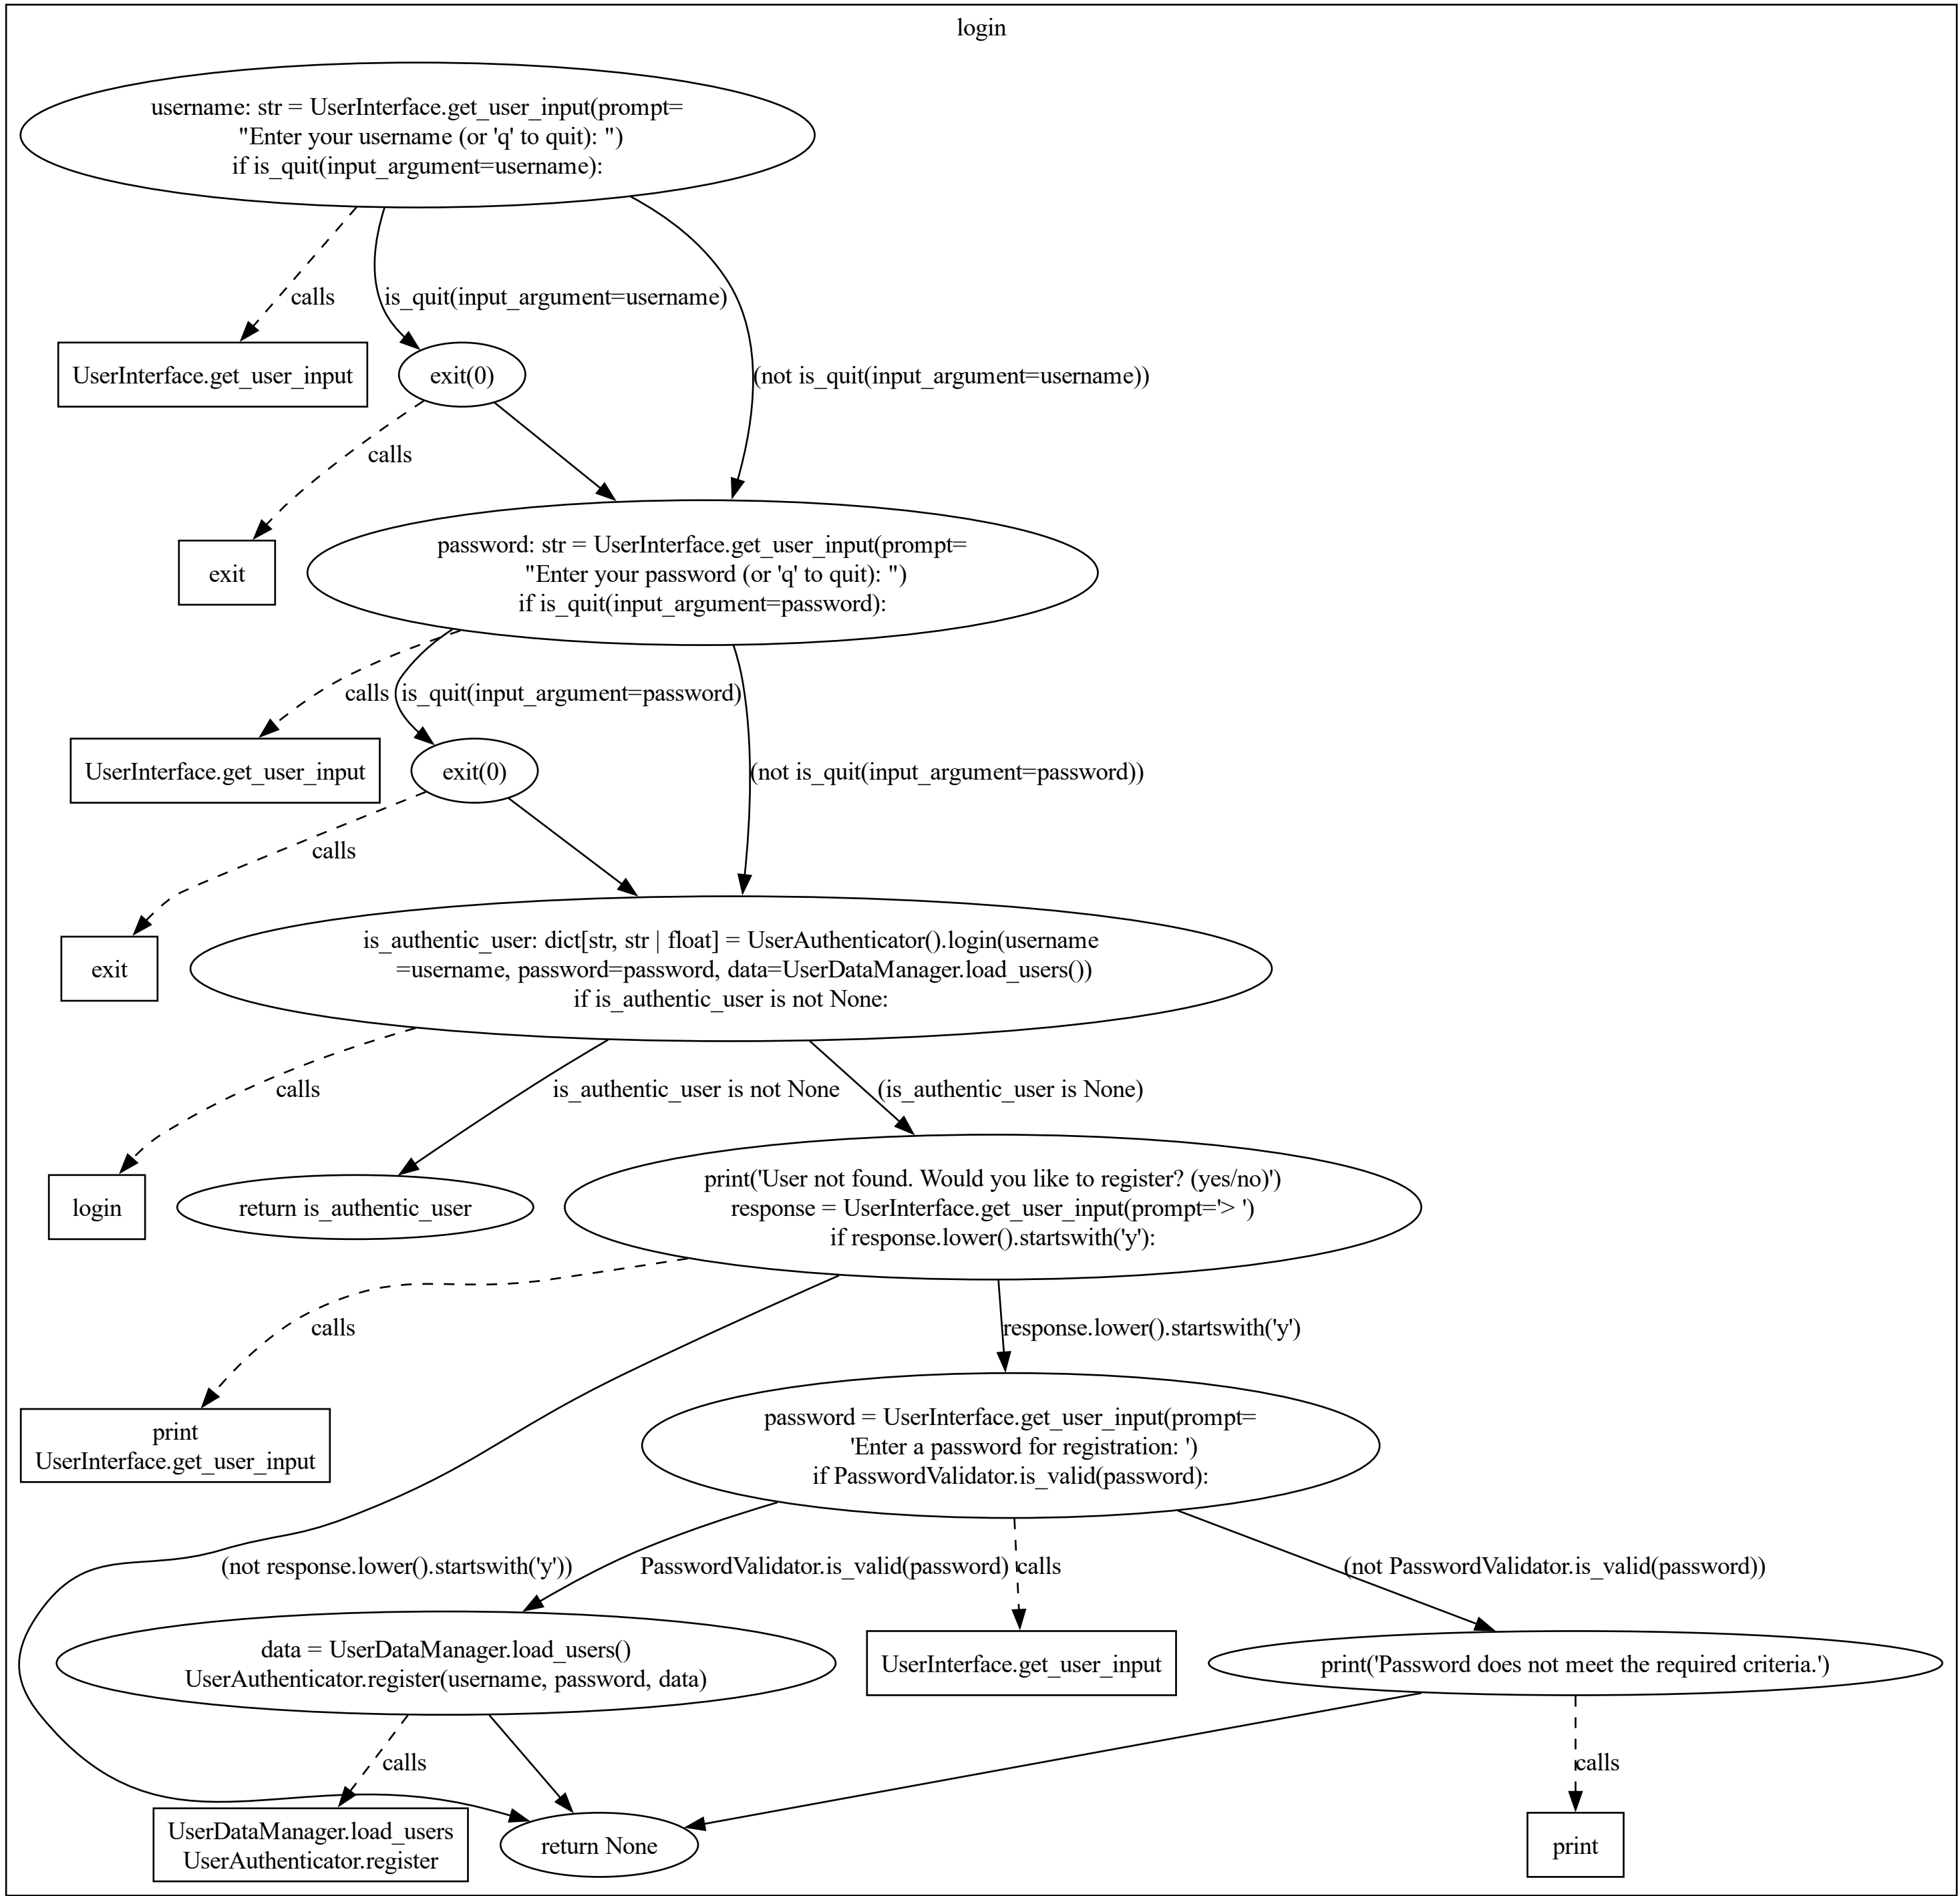 login
username: str = UserInterface.get_user_input(prompt=
"Enter your username (or 'q' to quit): ")
if is_quit(input_argument=username):
calls
is_quit(input_argument=username)
UserInterface.get_user_input
exit(0)
(not is_quit(input_argument=username))
calls
exit
password: str = UserInterface.get_user_input(prompt=
"Enter your password (or 'q' to quit): ")
if is_quit(input_argument=password):
calls
is_quit(input_argument=password)
UserInterface.get_user_input
exit(0)
(not is_quit(input_argument=password))
calls
exit
is_authentic_user: dict[str, str | float] = UserAuthenticator().login(username
=username, password=password, data=UserDataManager.load_users())
if is_authentic_user is not None:
calls
is_authentic_user is not None
(is_authentic_user is None)
login
return is_authentic_user
print('User not found. Would you like to register? (yes/no)')
response = UserInterface.get_user_input(prompt='> ')
if response.lower().startswith('y'):
calls
response.lower().startswith('y')
print
UserInterface.get_user_input
password = UserInterface.get_user_input(prompt=
'Enter a password for registration: ')
if PasswordValidator.is_valid(password):
(not response.lower().startswith('y'))
PasswordValidator.is_valid(password)
calls
(not PasswordValidator.is_valid(password))
data = UserDataManager.load_users()
UserAuthenticator.register(username, password, data)
UserInterface.get_user_input
print('Password does not meet the required criteria.')
calls
calls
UserDataManager.load_users
UserAuthenticator.register
return None
print